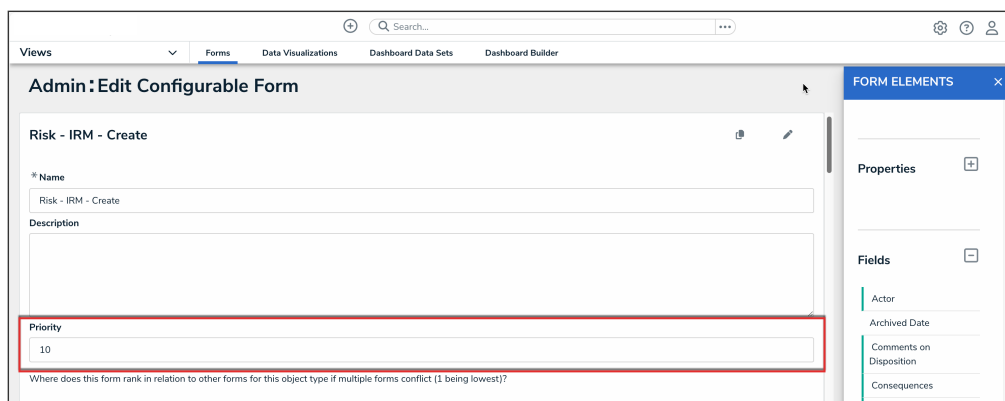 Search...
Views
Forms
Data Visualizations
Dashboard Data Sets
Dashboard Builder
Admin:Edit Configurable Form
FORM ELEMENTS
Risk - IRM - Create
* Name
Risk - IRM - Create
Description
Priority
10
Where does this form rank in relation to other forms for this object type if multiple forms conflict (1 being lowest)?
Properties
Fields
Actor
Archived Date
Comments on
Disposition
Consequences